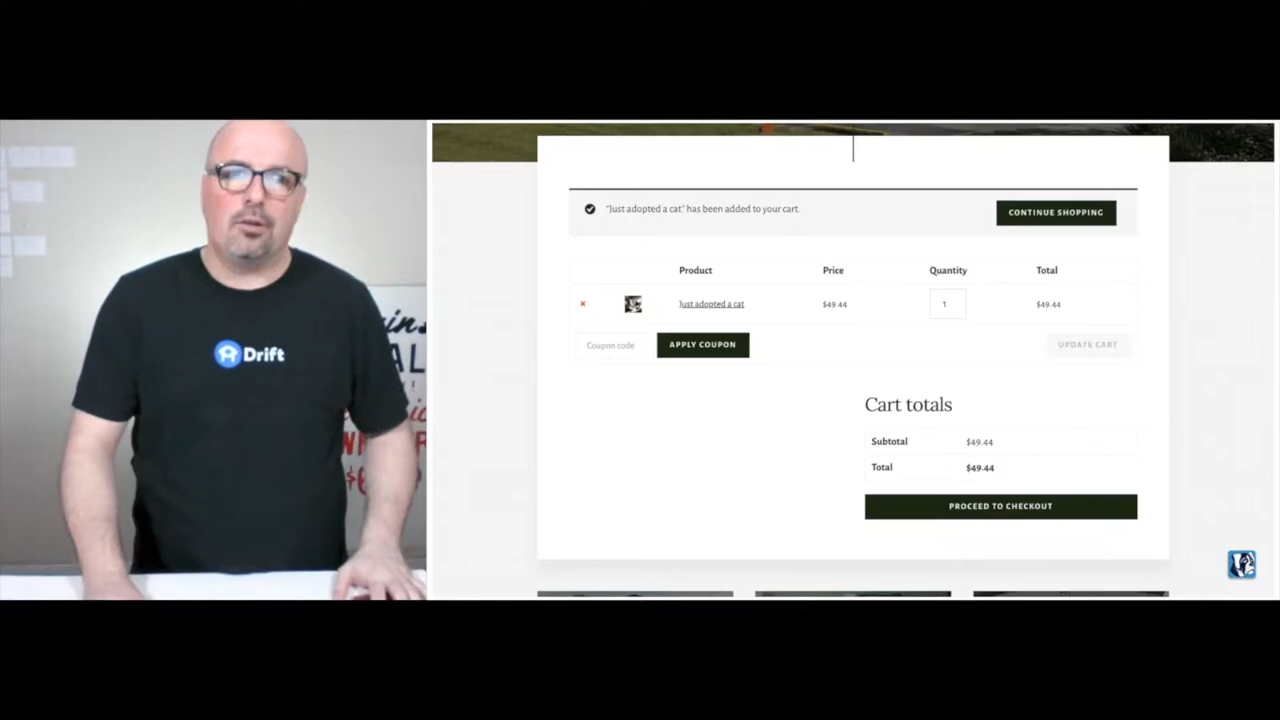 Drift
"Just adopted a cat" has been added to your cart.
CONTINUE SHOPPING
Product Price Quantity Total
× Just adopted a cat $49.44 1 $49.44
Coupon code APPLY COUPON UPDATE CART
Cart totals
Subtotal $49.44
Total $49.44
PROCEED TO CHECKOUT